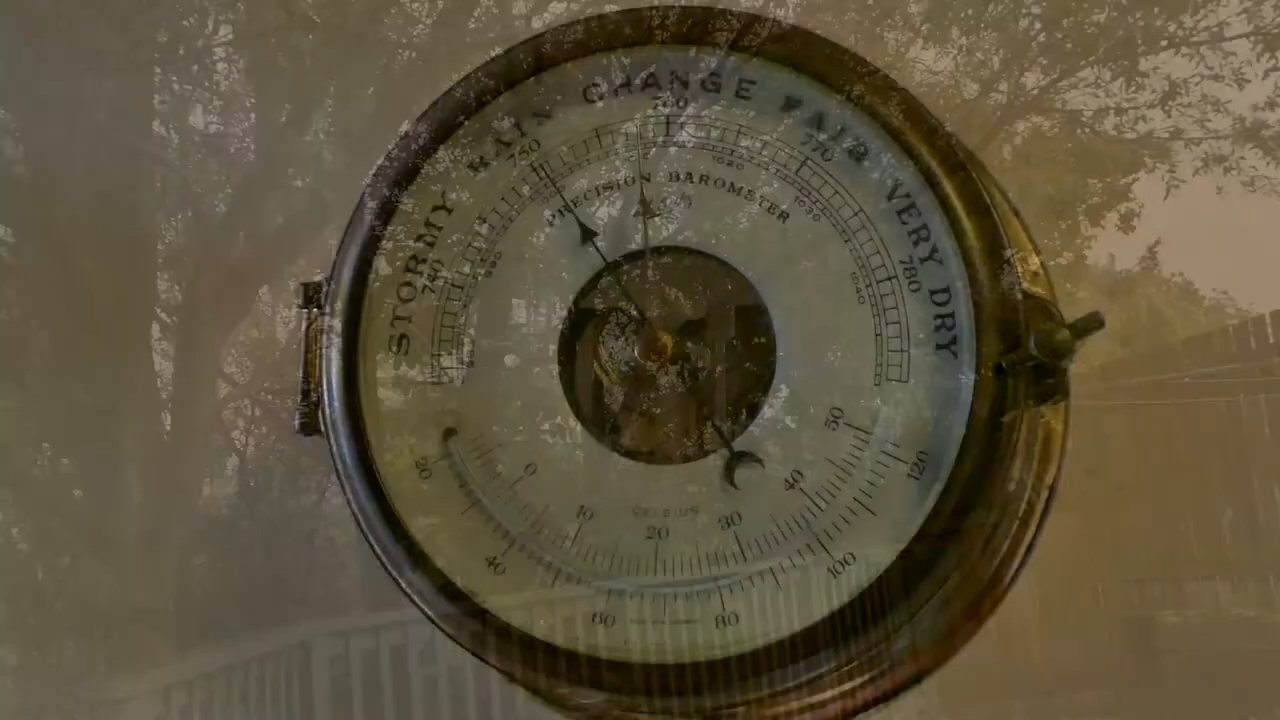 STORMY RAIN CHANGE FAIR VERY DRY
740 750 760 770 780
990 1020 1030 1040
PRECISION BAROMETER
0 10 20 30 40 50
CELSIUS
20 40 60 80 100 120